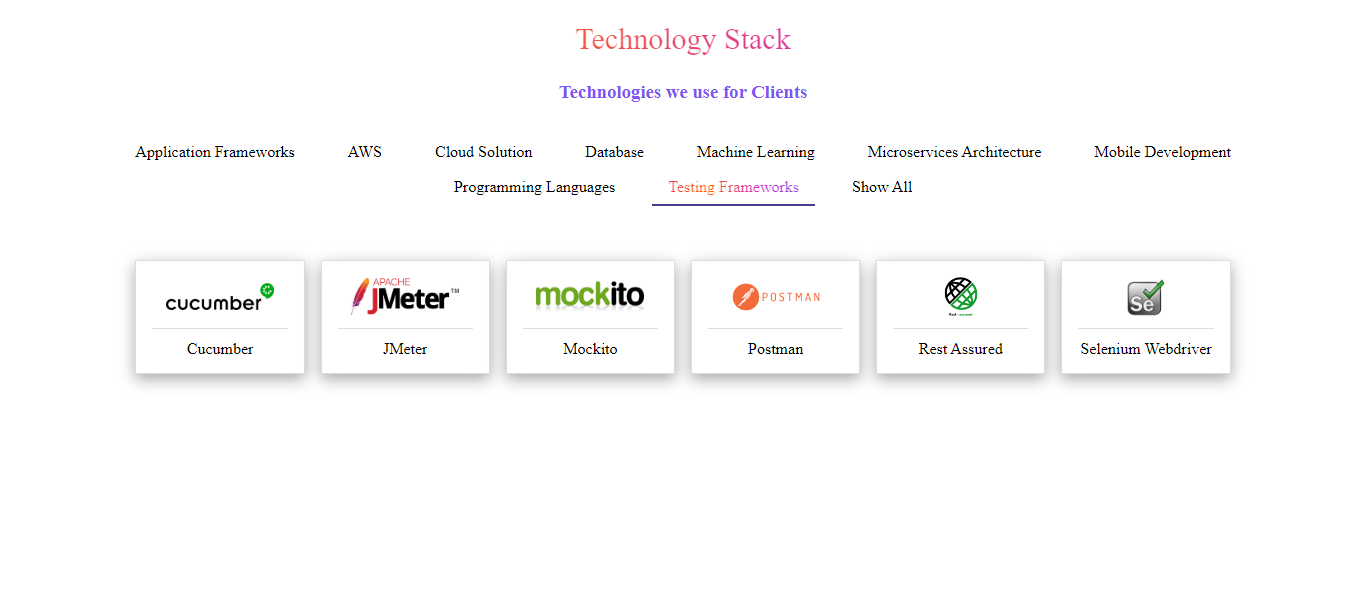 Technology Stack
Technologies we use for Clients
Application Frameworks AWS Cloud Solution Database Machine Learning Microservices Architecture Mobile Development
Programming Languages Testing Frameworks Show All
cucumber
APACHE
JMeter™
mockito
POSTMAN
Rest-assured
Se
Cucumber JMeter Mockito Postman Rest Assured Selenium Webdriver